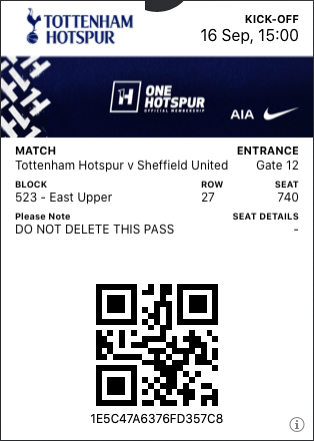 TOTTENHAM
HOTSPUR
KICK-OFF
16 Sep, 15:00
1H
ONE
HOTSPUR
OFFICIAL MEMBERSHIP
AIA
MATCH
ENTRANCE
Tottenham Hotspur v Sheffield United
Gate 12
BLOCK
ROW
SEAT
523 - East Upper
27
740
Please Note
SEAT DETAILS
DO NOT DELETE THIS PASS
-
1E5C47A6376FD357C8
i